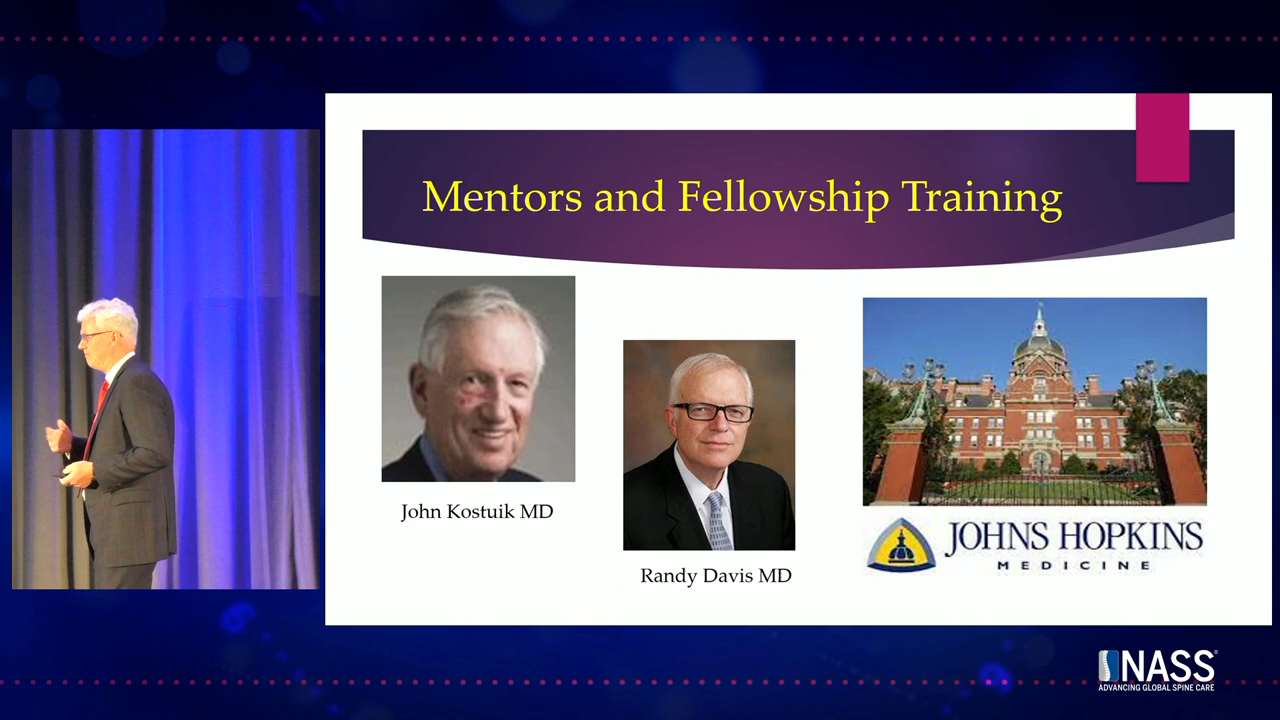 Mentors and Fellowship Training
John Kostuik MD
Randy Davis MD
JOHNS HOPKINS
MEDICINE
NASS
ADVANCING GLOBAL SPINE CARE